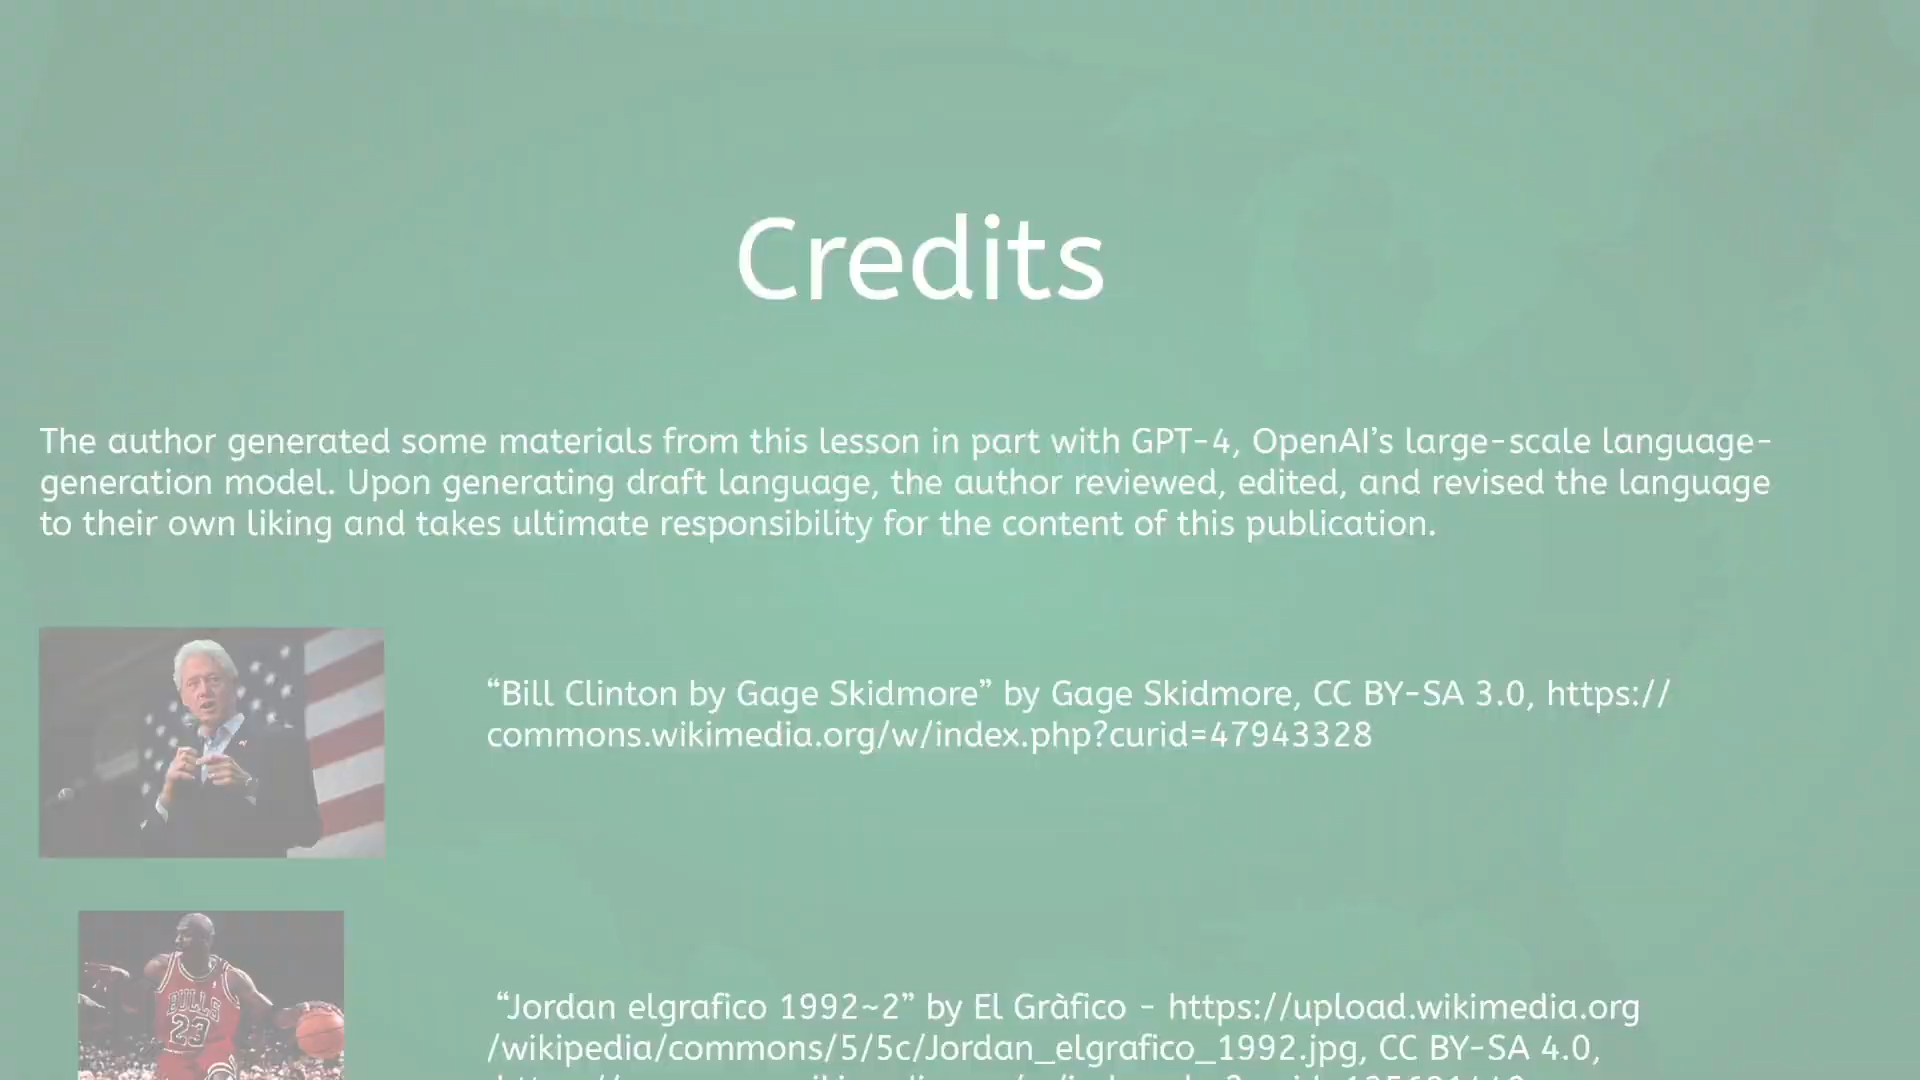 Credits
The author generated some materials from this lesson in part with GPT-4, OpenAI’s large-scale language-
generation model. Upon generating draft language, the author reviewed, edited, and revised the language
to their own liking and takes ultimate responsibility for the content of this publication.
“Bill Clinton by Gage Skidmore” by Gage Skidmore, CC BY-SA 3.0, https://
commons.wikimedia.org/w/index.php?curid=47943328
“Jordan elgrafico 1992~2” by El Gràfico - https://upload.wikimedia.org
/wikipedia/commons/5/5c/Jordan_elgrafico_1992.jpg, CC BY-SA 4.0,
BULLS
23